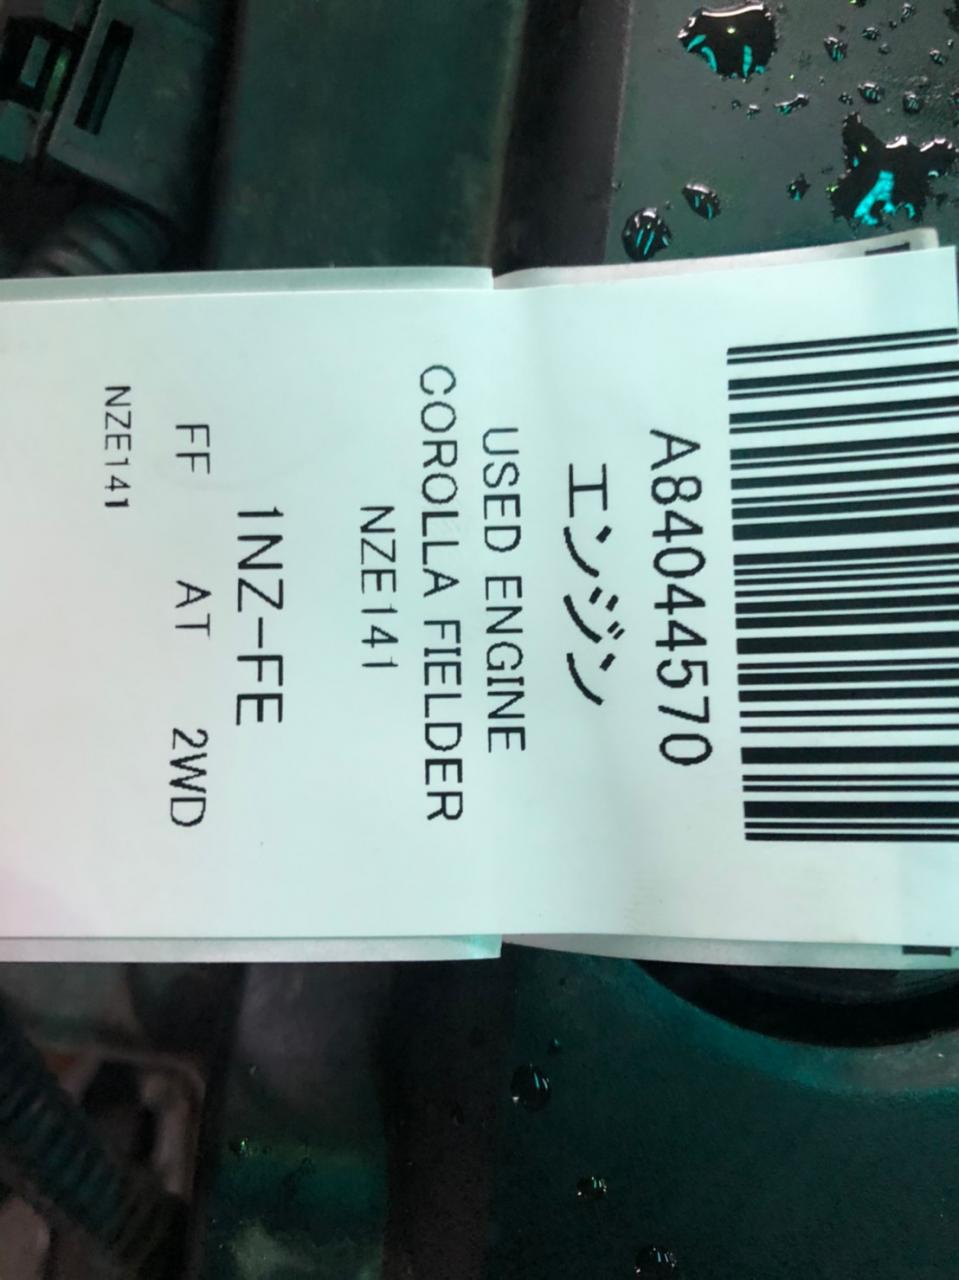 A84044570
エンジン
USED ENGINE
COROLLA FIELDER
NZE141
1NZ-FE
FF AT 2WD
NZE141